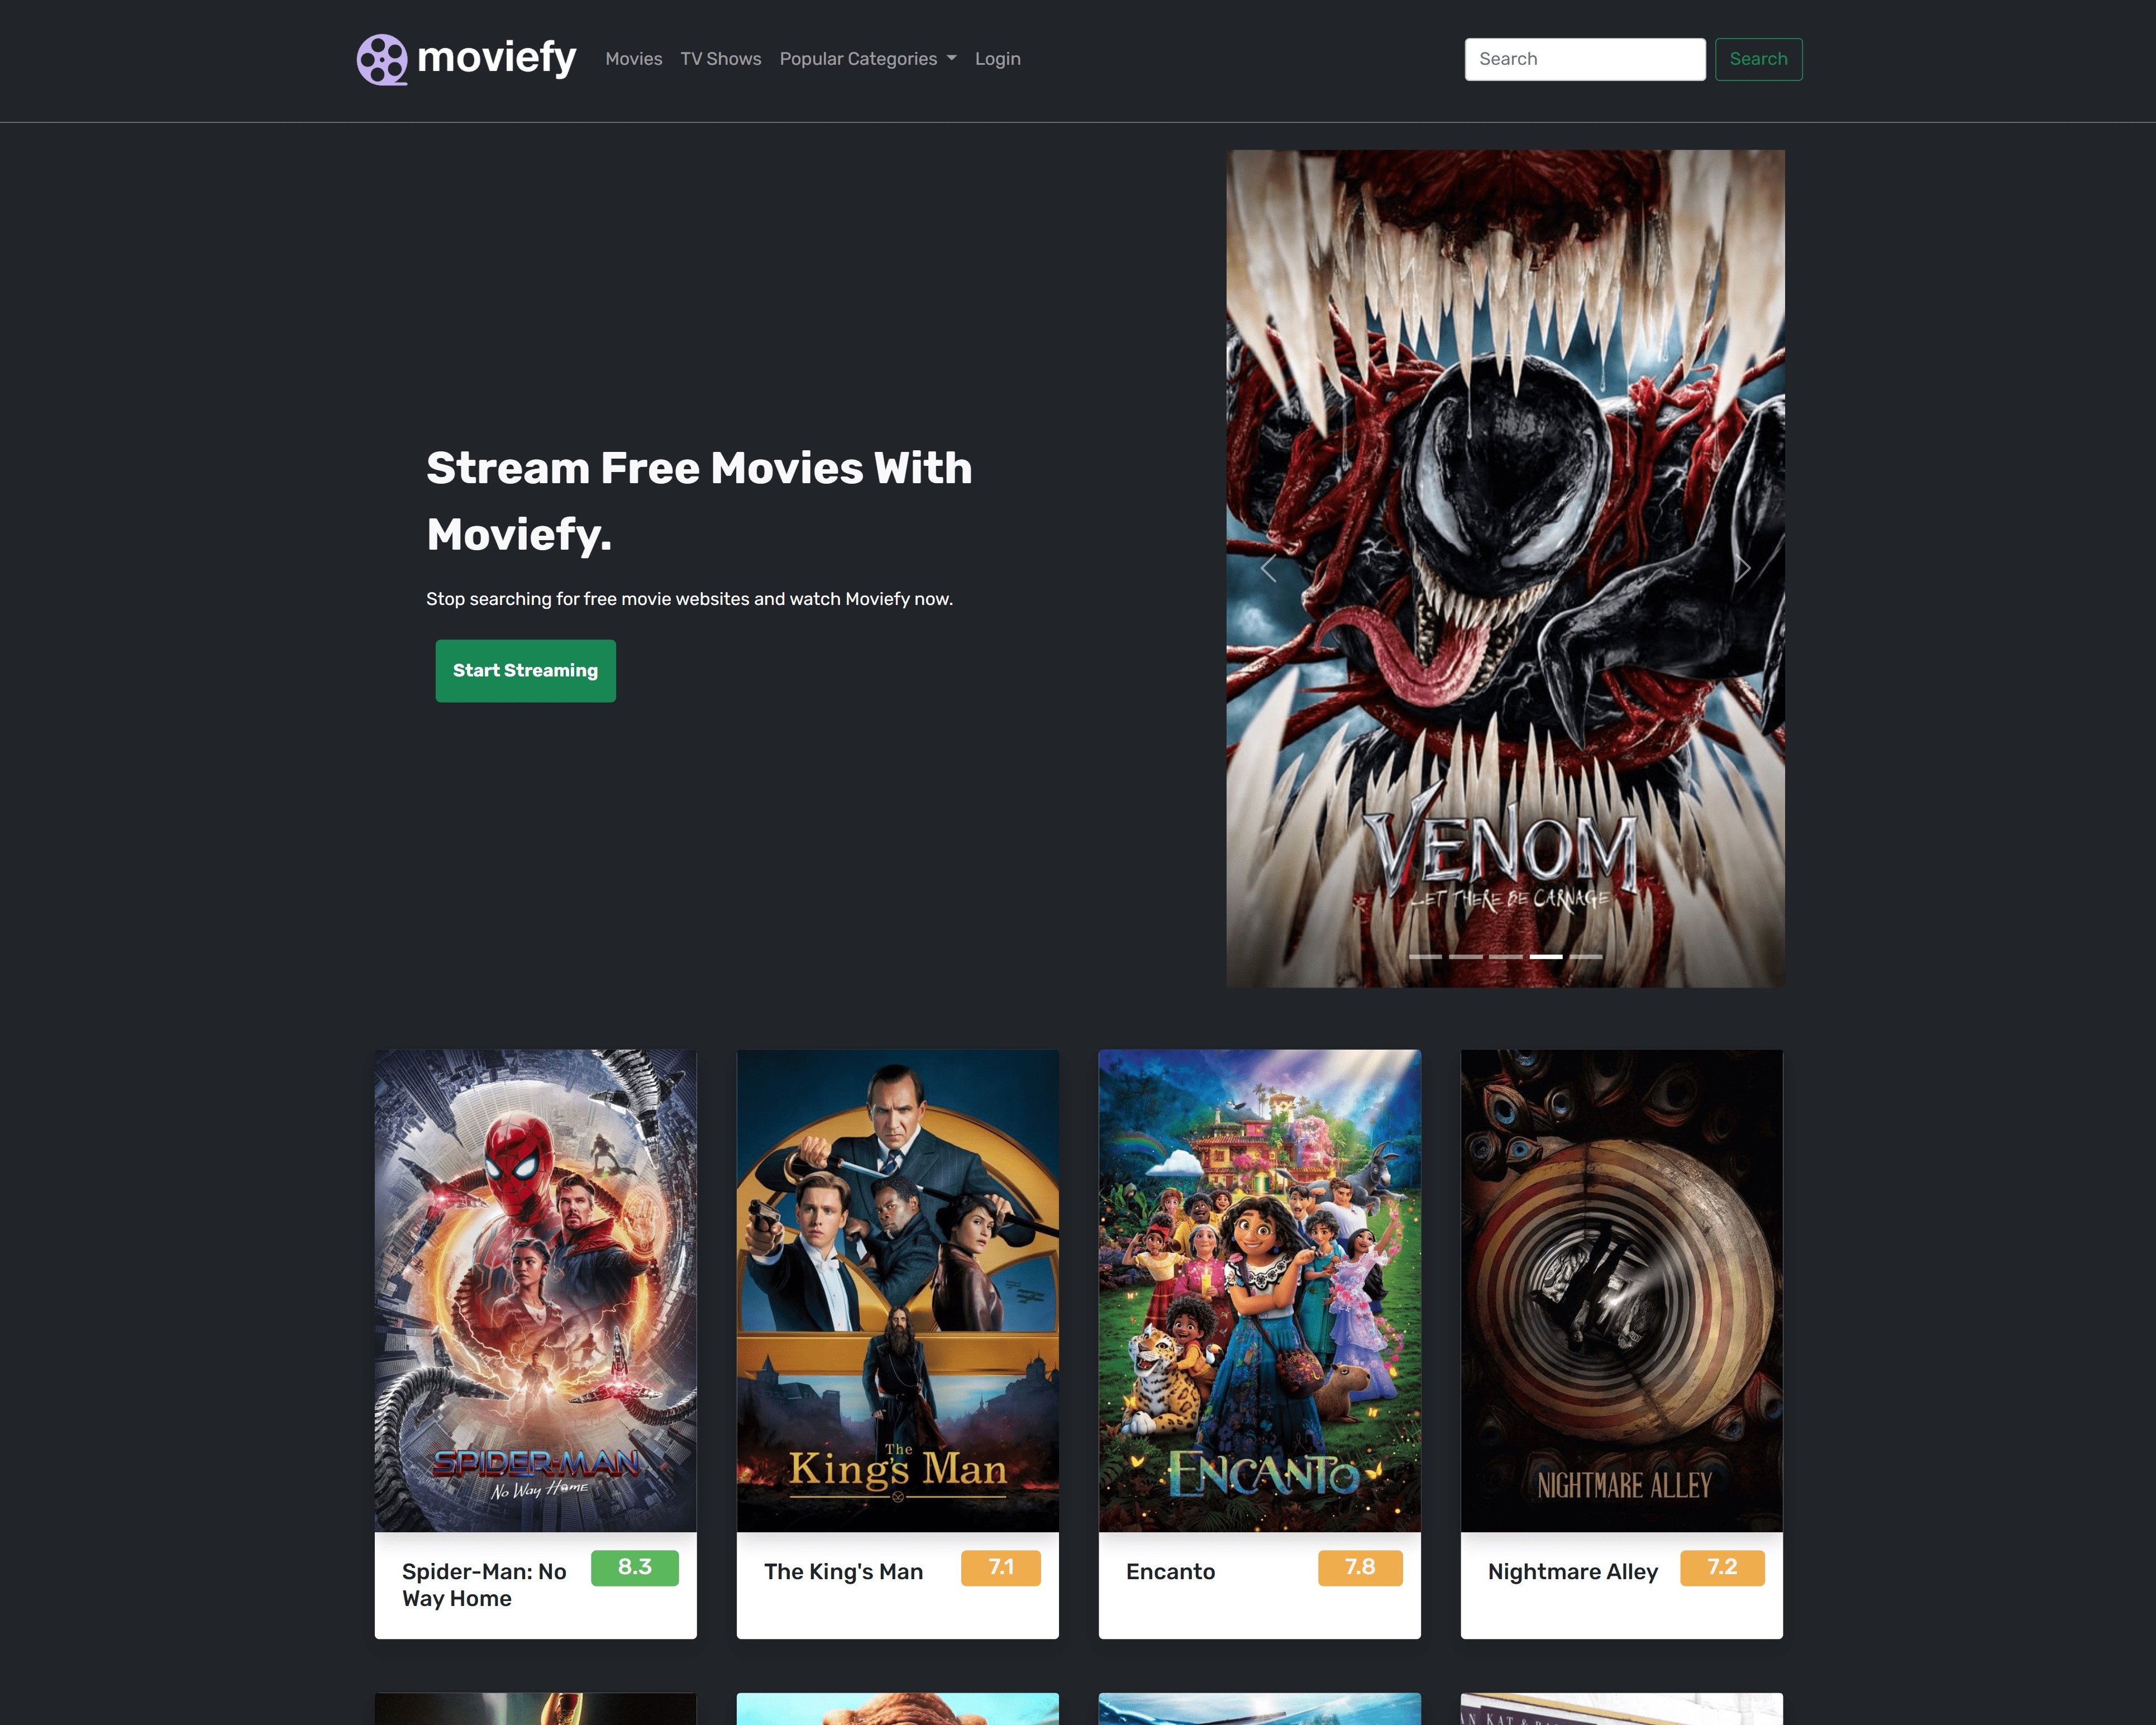 moviefy
Movies
TV Shows
Popular Categories
Login
Search
Search
Stream Free Movies With
Moviefy.
Stop searching for free movie websites and watch Moviefy now.
Start Streaming
VENOM
LET THERE BE CARNAGE
SPIDER-MAN
No Way Home
The
King's Man
ENCANTO
NIGHTMARE ALLEY
Spider-Man: No
Way Home
8.3
The King's Man
7.1
Encanto
7.8
Nightmare Alley
7.2